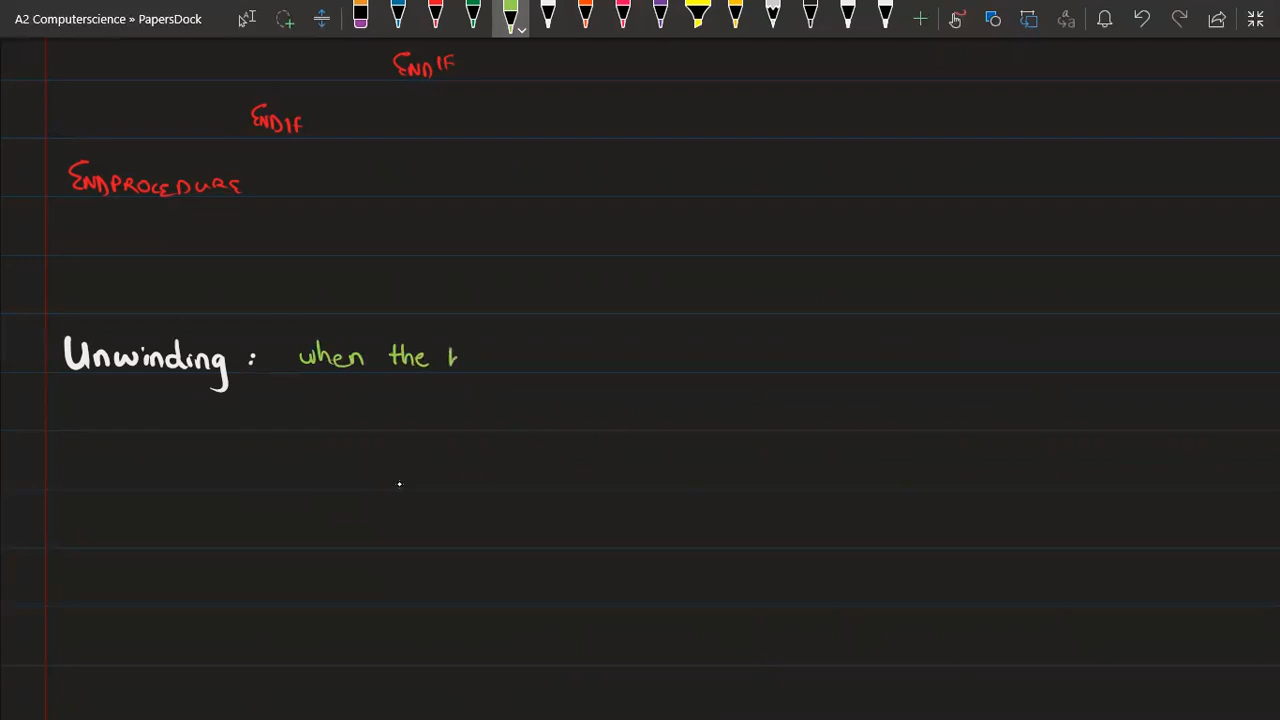 A2 Computerscience » PapersDock
ENDIF
ENDIF
ENDPROCEDURE
Unwinding : when the